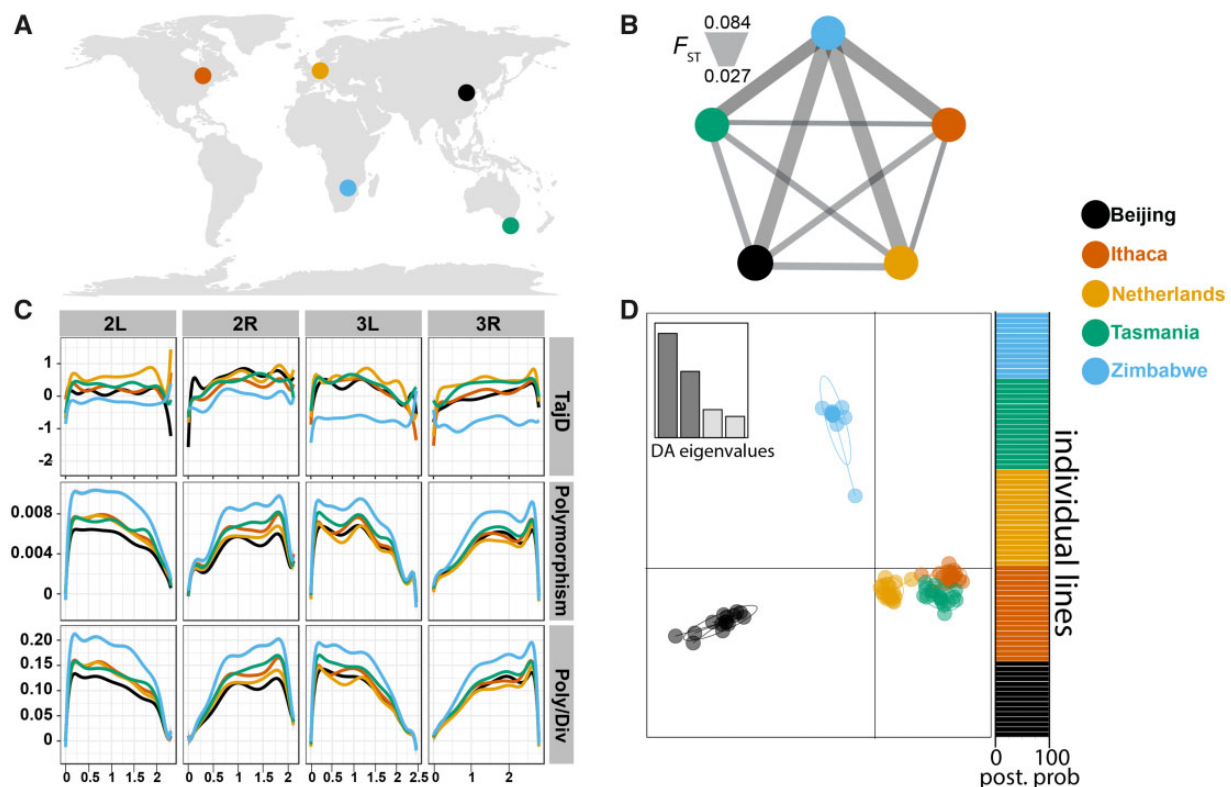 A
B
0.084
F ST
0.027
Beijing
Ithaca
Netherlands
Tasmania
Zimbabwe
C
2L
2R
3L
3R
1
0
-1
-2
TajD
0.008
0.004
0
Polymorphism
0.20
0.15
0.10
0.05
0
Poly/Div
0 0.5 1 1.5 2
0 0.5 1 1.5 2
0 0.5 1 1.5 2 2.5
0 1 2
D
DA eigenvalues
individual lines
0 100
post. prob